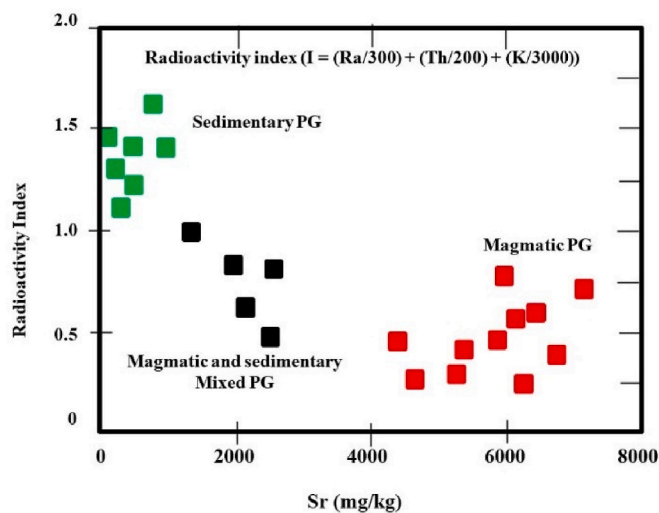 2.0
Radioactivity index (I = (Ra/300) + (Th/200) + (K/3000))
Sedimentary PG
1.5
Radioactivity Index
1.0
Magmatic PG
0.5
Magmatic and sedimentary
Mixed PG
0
0 2000 4000 6000 8000
Sr (mg/kg)